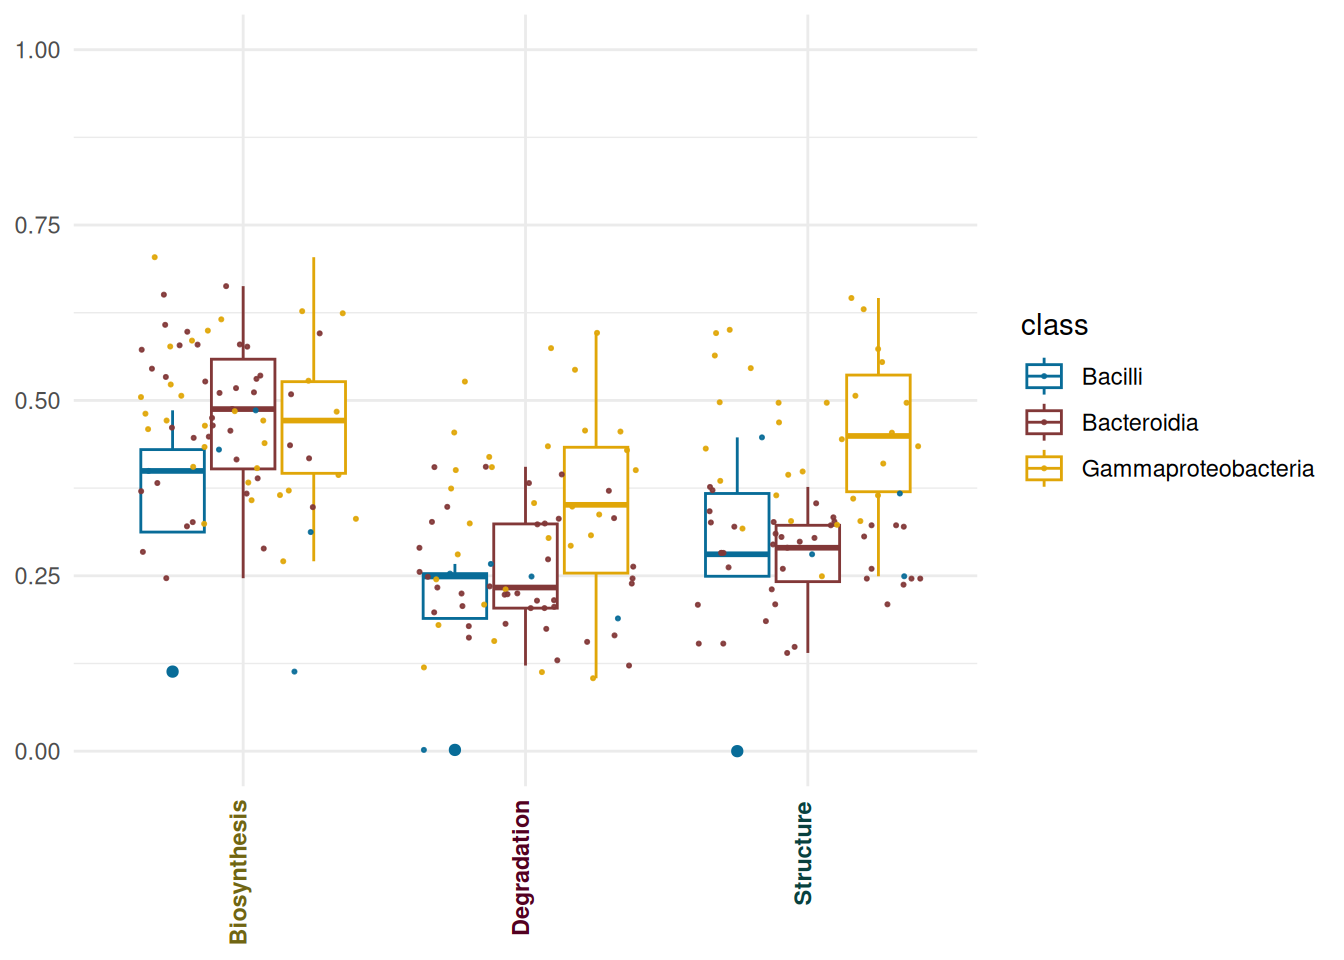 1.00
0.75
0.50
0.25
0.00
Biosynthesis
Degradation
Structure
class
Bacilli
Bacteroidia
Gammaproteobacteria